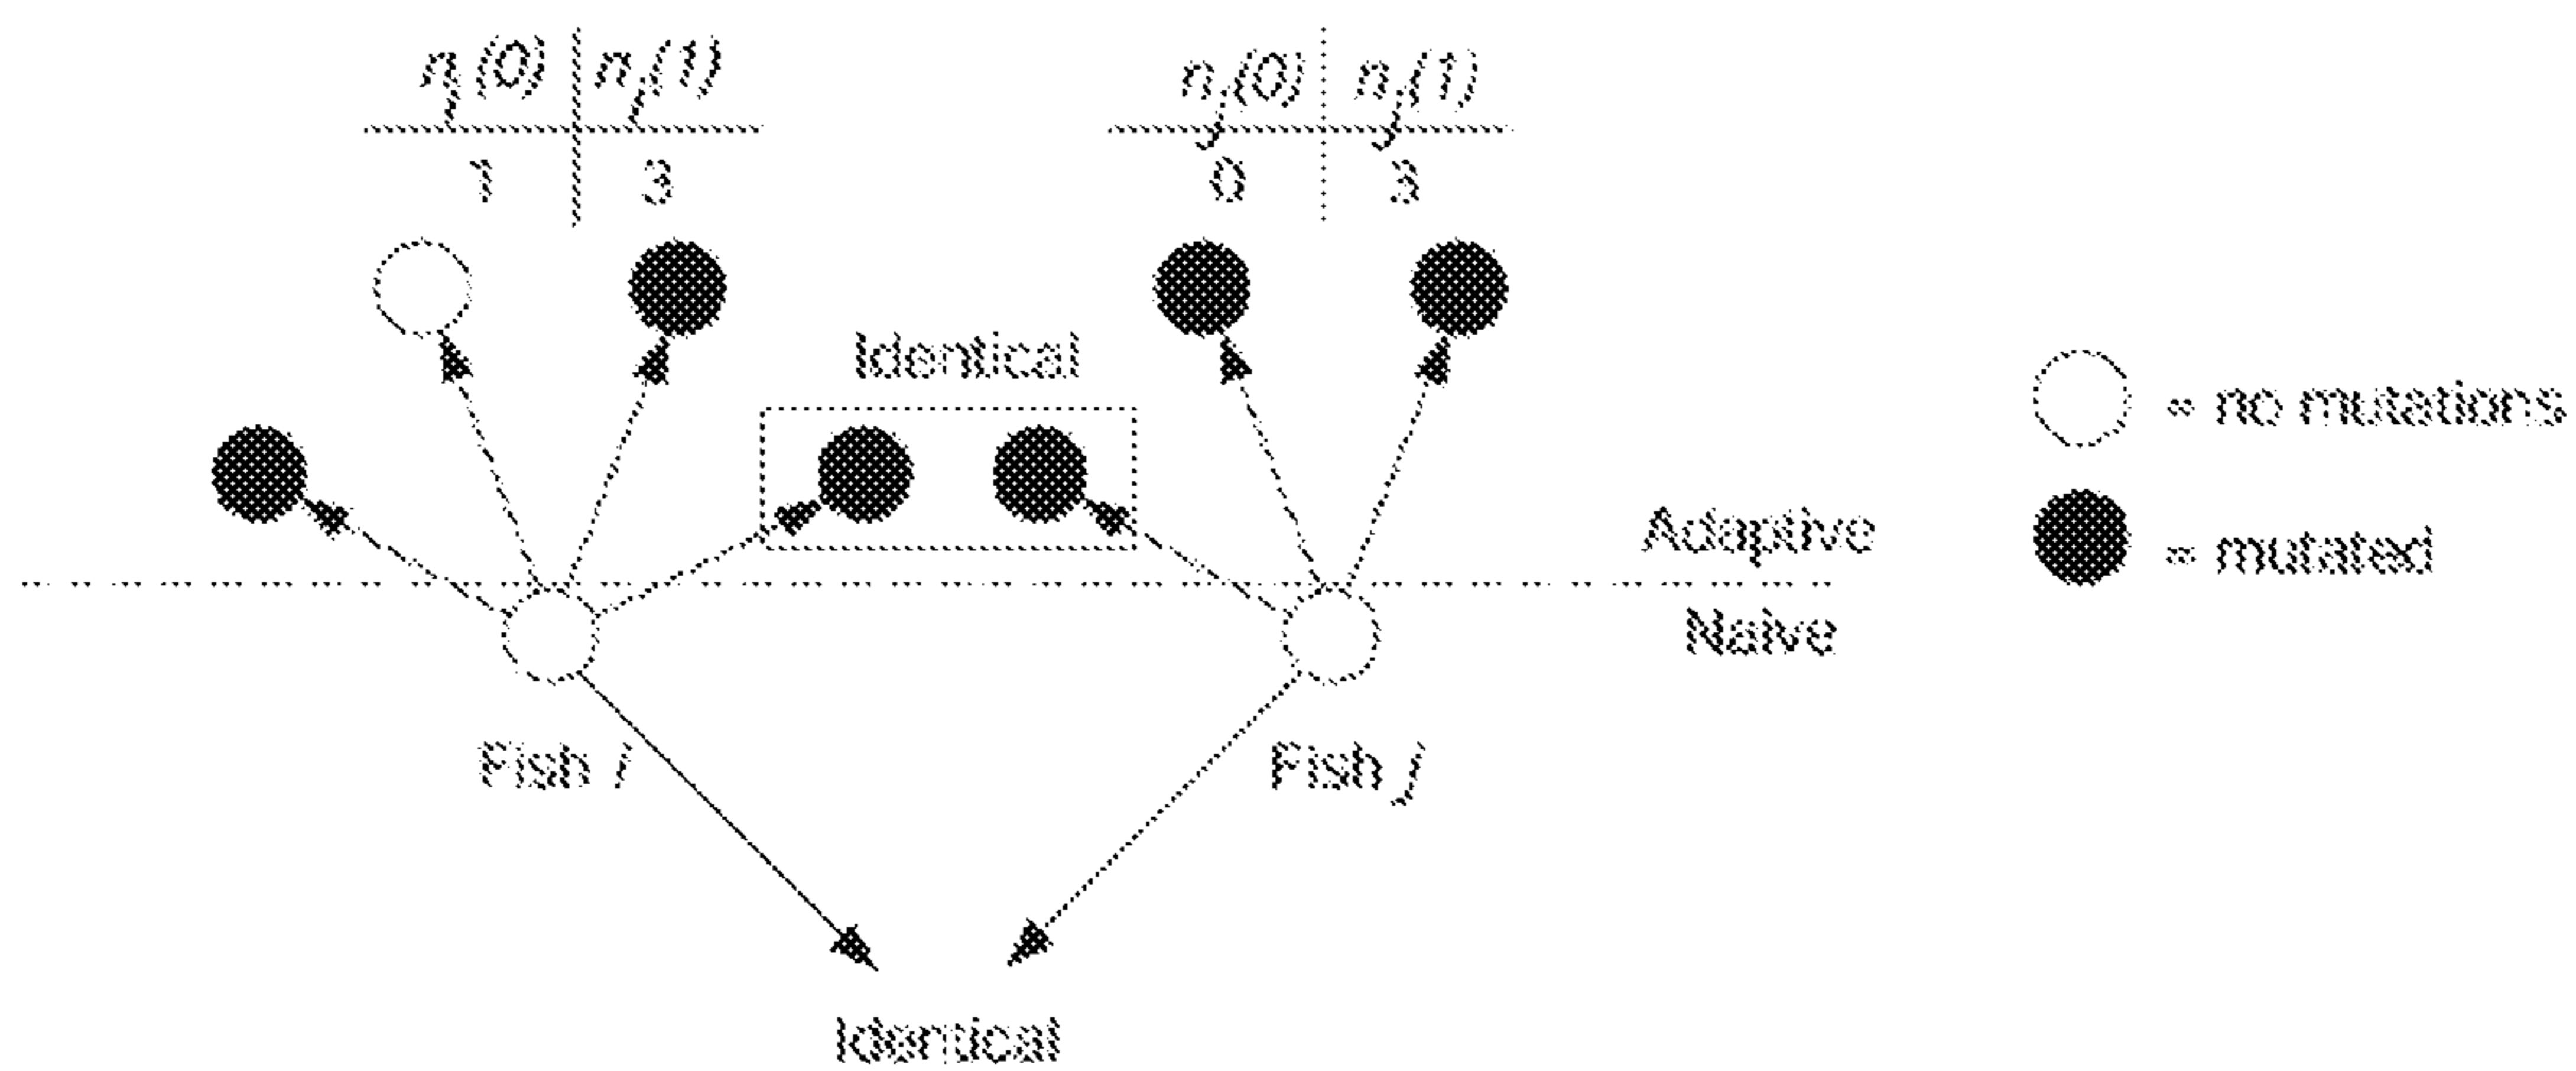 nᵢ(0) nᵢ(1)
1 3
nⱼ(0) nⱼ(1)
0 3
Identical
= no mutations
= mutated
Adaptive
Naive
Fish i
Fish j
Identical